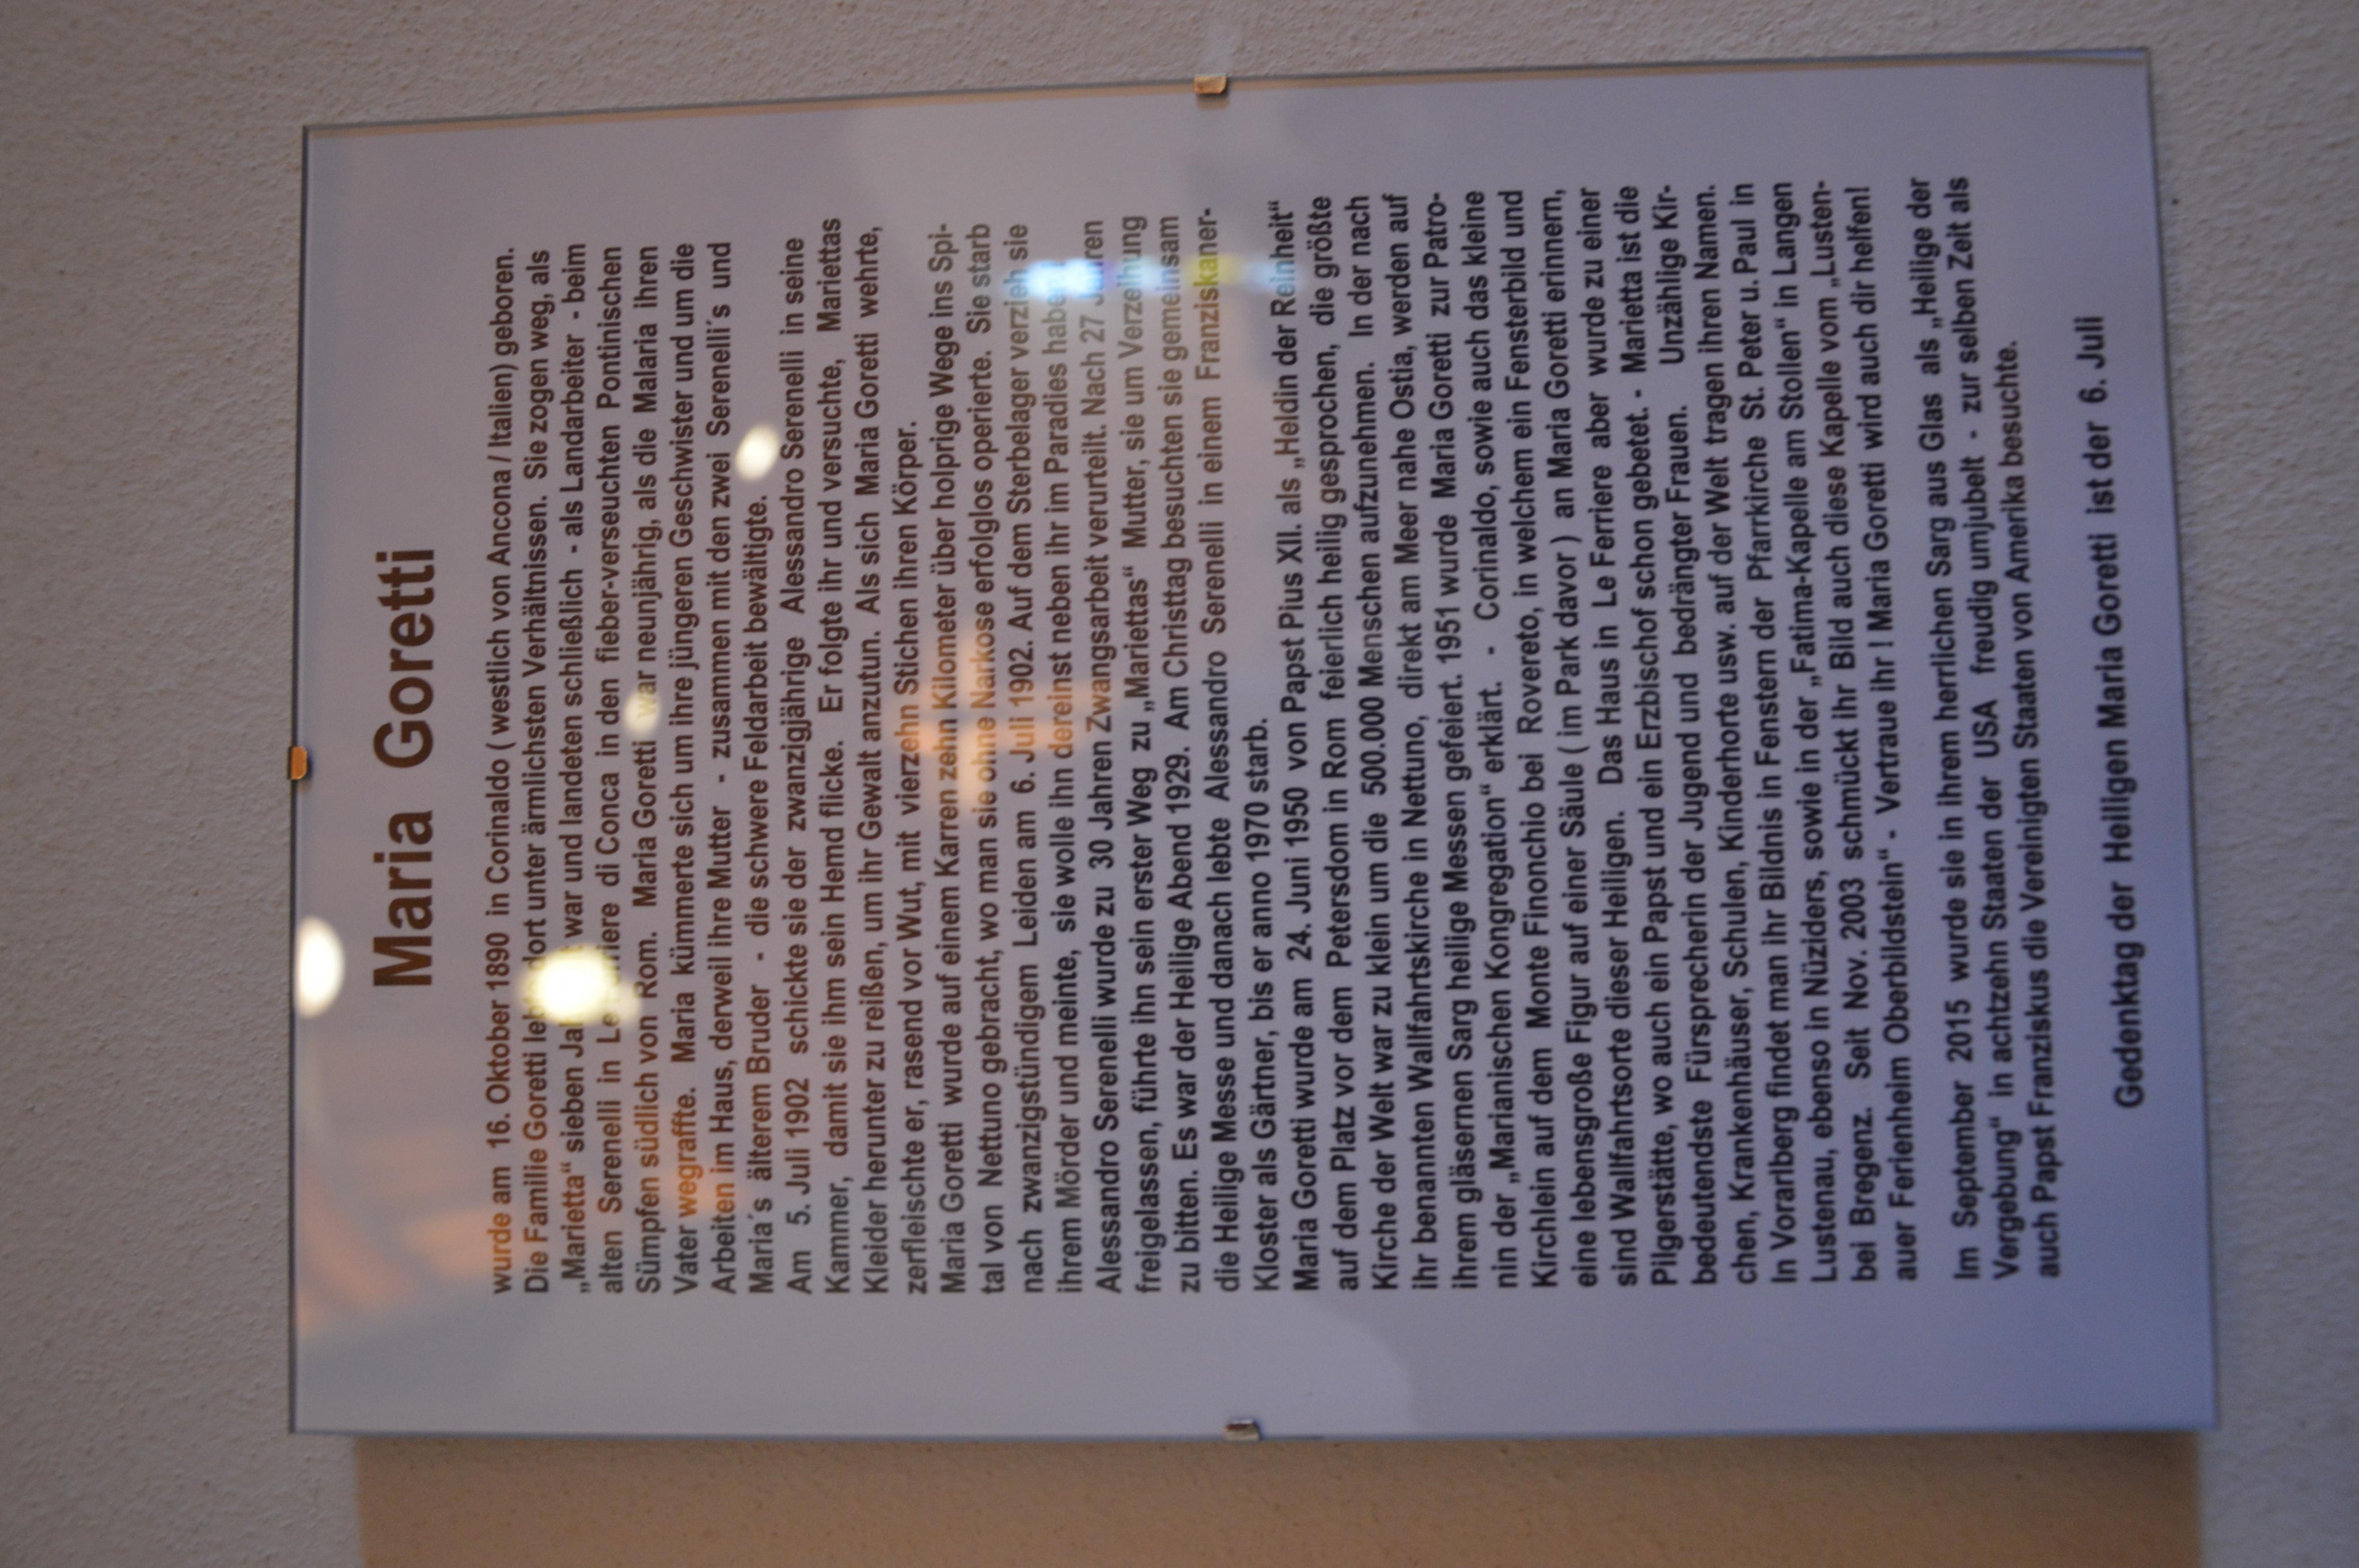 Maria Goretti
wurde am 16. Oktober 1890 in Corinaldo ( westlich von Ancona / Italien) geboren.
Die Familie Goretti dort unter ärmlichsten Verhältnissen. Sie zogen weg, als
„Marietta“ sieben war und landeten schließlich - als Landarbeiter - beim
alten Serenelli in di Conca in den fieber-verseuchten Pontinischen
Sümpfen südlich von Rom. Maria Goretti war neunjährig, als die Malaria ihren
Vater wegraffte. Maria kümmerte sich um ihre jüngeren Geschwister und um die
Arbeiten im Haus, derweil ihre Mutter - zusammen mit den zwei Serenelli´s und
Maria´s älterem Bruder - die schwere Feldarbeit bewältigte.
Am 5. Juli 1902 schickte sie der zwanzigjährige Alessandro Serenelli in seine
Kammer, damit sie ihm sein Hemd flicke. Er folgte ihr und versuchte, Mariettas
Kleider herunter zu reißen, um ihr Gewalt anzutun. Als sich Maria Goretti wehrte,
zerfleischte er, rasend vor Wut, mit vierzehn Stichen ihren Körper.
Maria Goretti wurde auf einem Karren zehn Kilometer über holprige Wege ins Spi-
tal von Nettuno gebracht, wo man sie ohne Narkose erfolglos operierte. Sie starb
nach zwanzigstündigem Leiden am 6. Juli 1902. Auf dem Sterbelager verzieh sie
ihrem Mörder und meinte, sie wolle ihn dereinst neben ihr im Paradies haben
Alessandro Serenelli wurde zu 30 Jahren Zwangsarbeit verurteilt. Nach 27 Jahren
freigelassen, führte ihn sein erster Weg zu „Mariettas“ Mutter, sie um Verzeihung
zu bitten. Es war der Heilige Abend 1929. Am Christtag besuchten sie gemeinsam
die Heilige Messe und danach lebte Alessandro Serenelli in einem Franziskaner-
Kloster als Gärtner, bis er anno 1970 starb.
Maria Goretti wurde am 24. Juni 1950 von Papst Pius XII. als „Heldin der Reinheit“
auf dem Platz vor dem Petersdom in Rom feierlich heilig gesprochen, die größte
Kirche der Welt war zu klein um die 500.000 Menschen aufzunehmen. In der nach
ihr benannten Wallfahrtskirche in Nettuno, direkt am Meer nahe Ostia, werden auf
ihrem gläsernen Sarg heilige Messen gefeiert. 1951 wurde Maria Goretti zur Patro-
nin der „Marianischen Kongregation“ erklärt. - Corinaldo, sowie auch das kleine
Kirchlein auf dem Monte Finonchio bei Rovereto, in welchem ein Fensterbild und
eine lebensgroße Figur auf einer Säule ( im Park davor ) an Maria Goretti erinnern,
sind Wallfahrtsorte dieser Heiligen. Das Haus in Le Ferriere aber wurde zu einer
Pilgerstätte, wo auch ein Papst und ein Erzbischof schon gebetet. - Marietta ist die
bedeutendste Fürsprecherin der Jugend und bedrängter Frauen. Unzählige Kir-
chen, Krankenhäuser, Schulen, Kinderhorte usw. auf der Welt tragen ihren Namen.
In Vorarlberg findet man ihr Bildnis in Fenstern der Pfarrkirche St. Peter u. Paul in
Lustenau, ebenso in Nüziders, sowie in der „Fatima-Kapelle am Stollen“ in Langen
bei Bregenz. Seit Nov. 2003 schmückt ihr Bild auch diese Kapelle vom „Lusten-
auer Ferienheim Oberbildstein“ - Vertraue ihr ! Maria Goretti wird auch dir helfen!
Im September 2015 wurde sie in ihrem herrlichen Sarg aus Glas als „Heilige der
Vergebung“ in achtzehn Staaten der USA freudig umjubelt - zur selben Zeit als
auch Papst Franziskus die Vereinigten Staaten von Amerika besuchte.
Gedenktag der Heiligen Maria Goretti ist der 6. Juli